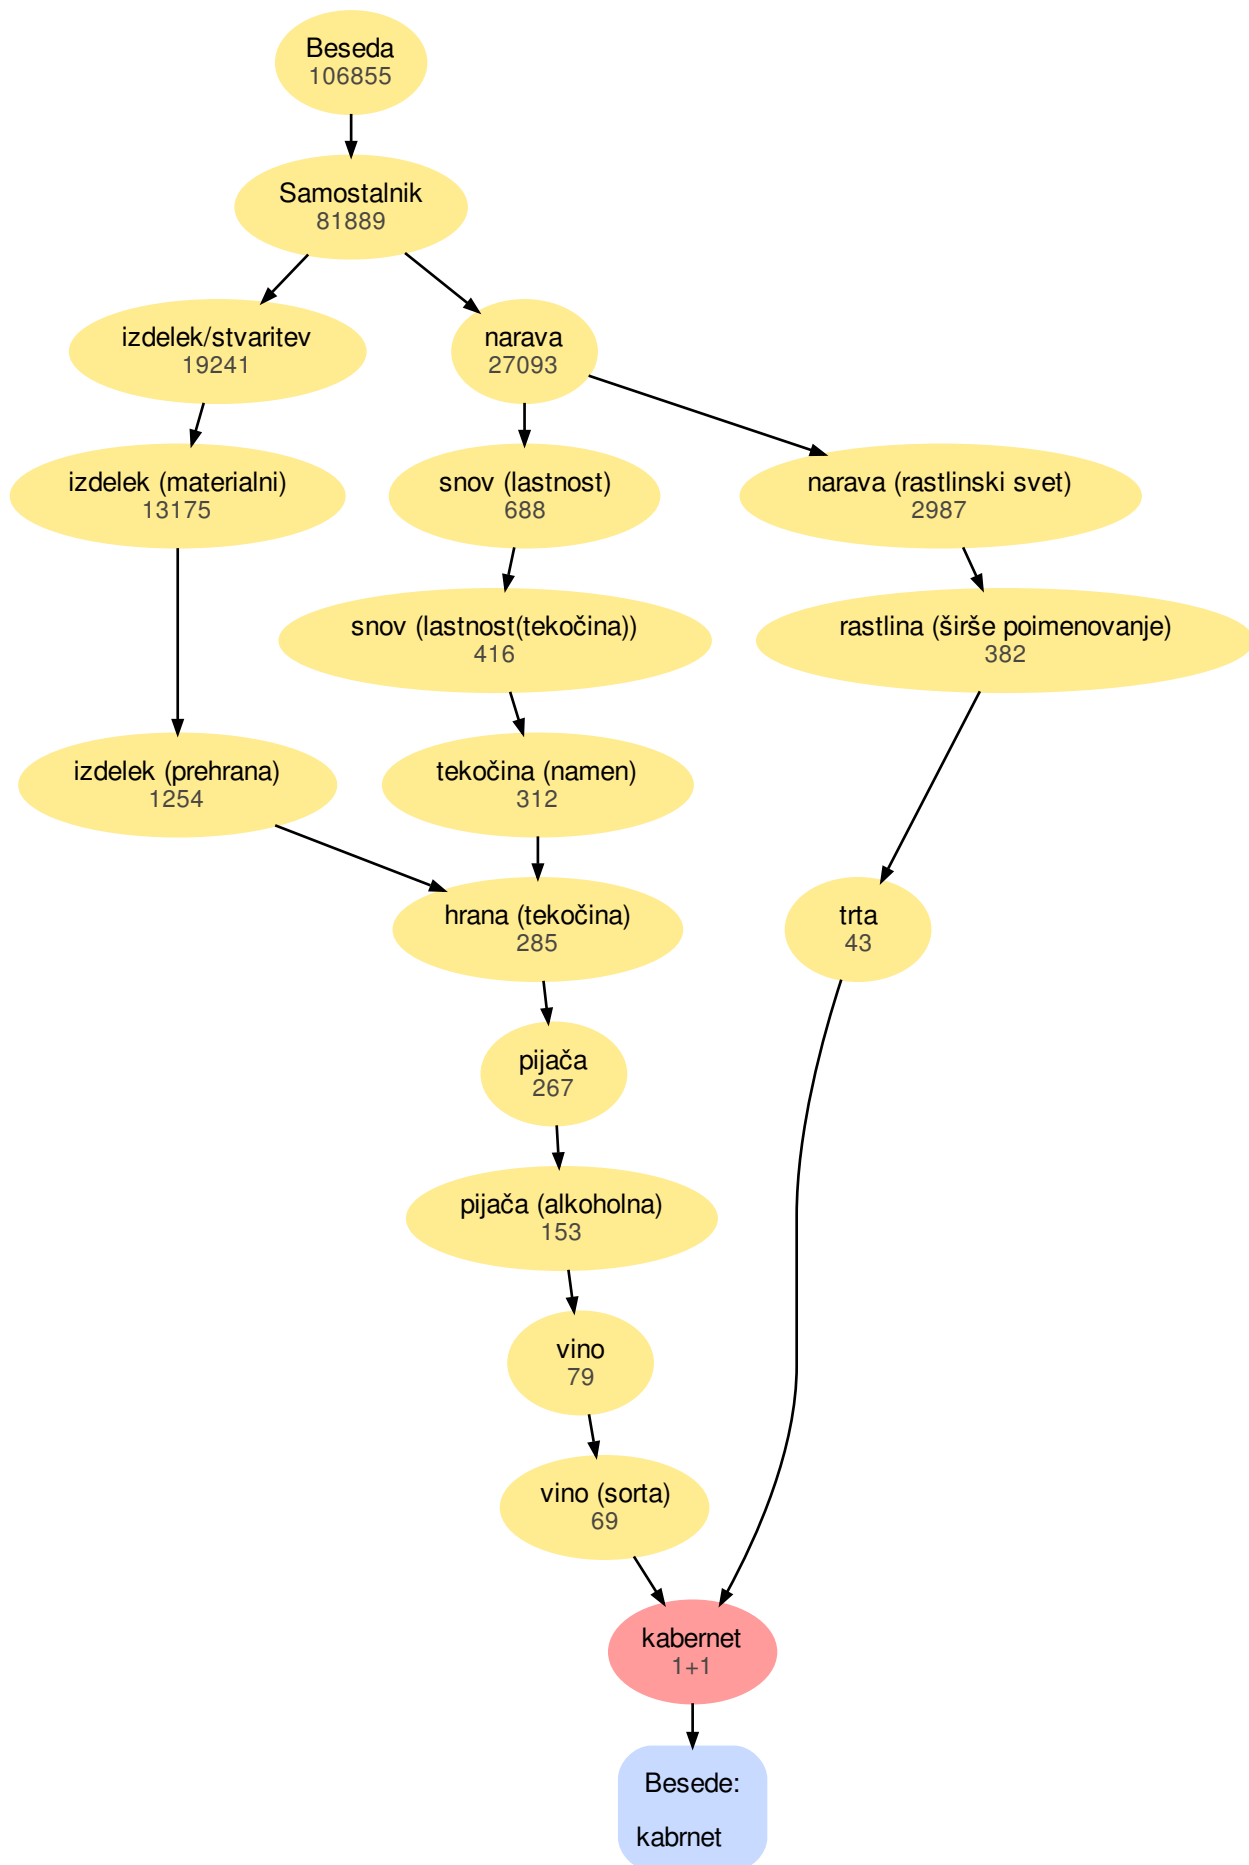 Beseda
106855
Samostalnik
81889
izdelek/stvaritev
19241
narava
27093
izdelek (materialni)
13175
snov (lastnost)
688
narava (rastlinski svet)
2987
snov (lastnost(tekočina))
416
rastlina (širše poimenovanje)
382
izdelek (prehrana)
1254
tekočina (namen)
312
hrana (tekočina)
285
trta
43
pijača
267
pijača (alkoholna)
153
vino
79
vino (sorta)
69
kabernet
1+1
Besede:
kabrnet